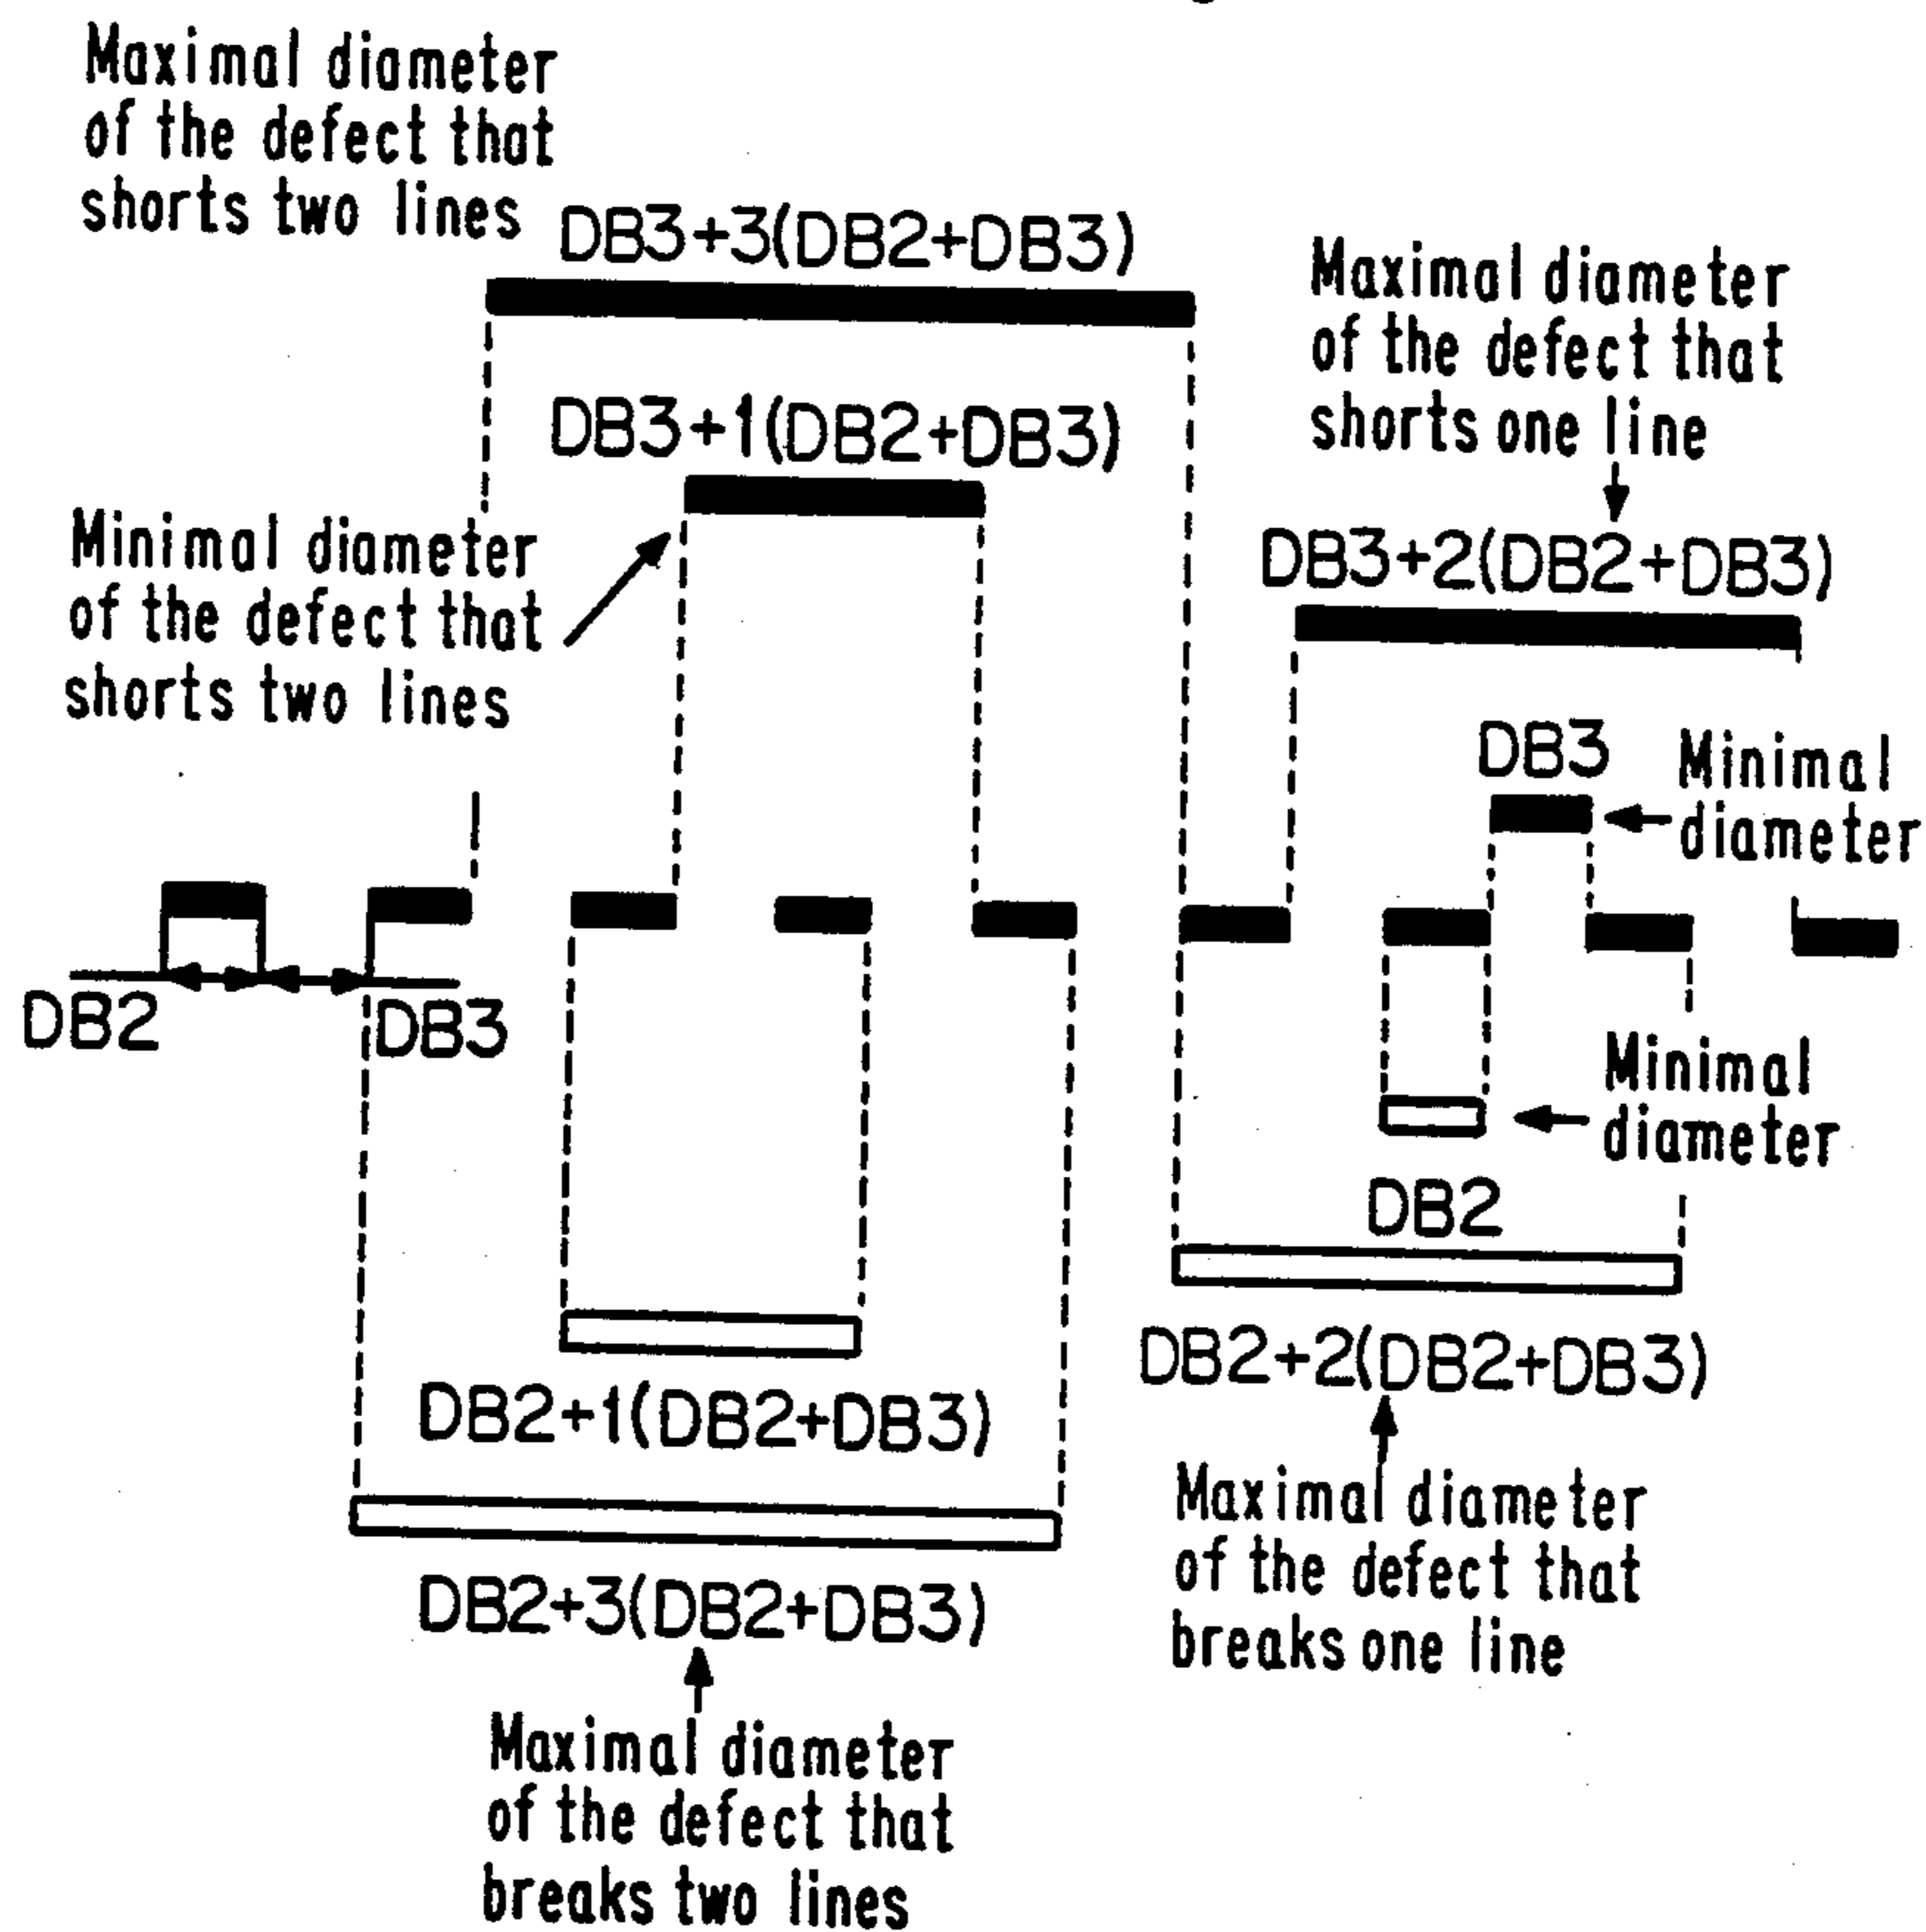 Maximal diameter
of the defect that
shorts two lines
DB3+3(DB2+DB3)
Maximal diameter
of the defect that
shorts one line
DB3+1(DB2+DB3)
Minimal diameter
of the defect that
shorts two lines
DB3+2(DB2+DB3)
DB3
Minimal
diameter
DB2
DB3
Minimal
diameter
DB2
DB2+2(DB2+DB3)
DB2+1(DB2+DB3)
Maximal diameter
of the defect that
breaks one line
DB2+3(DB2+DB3)
Maximal diameter
of the defect that
breaks two lines